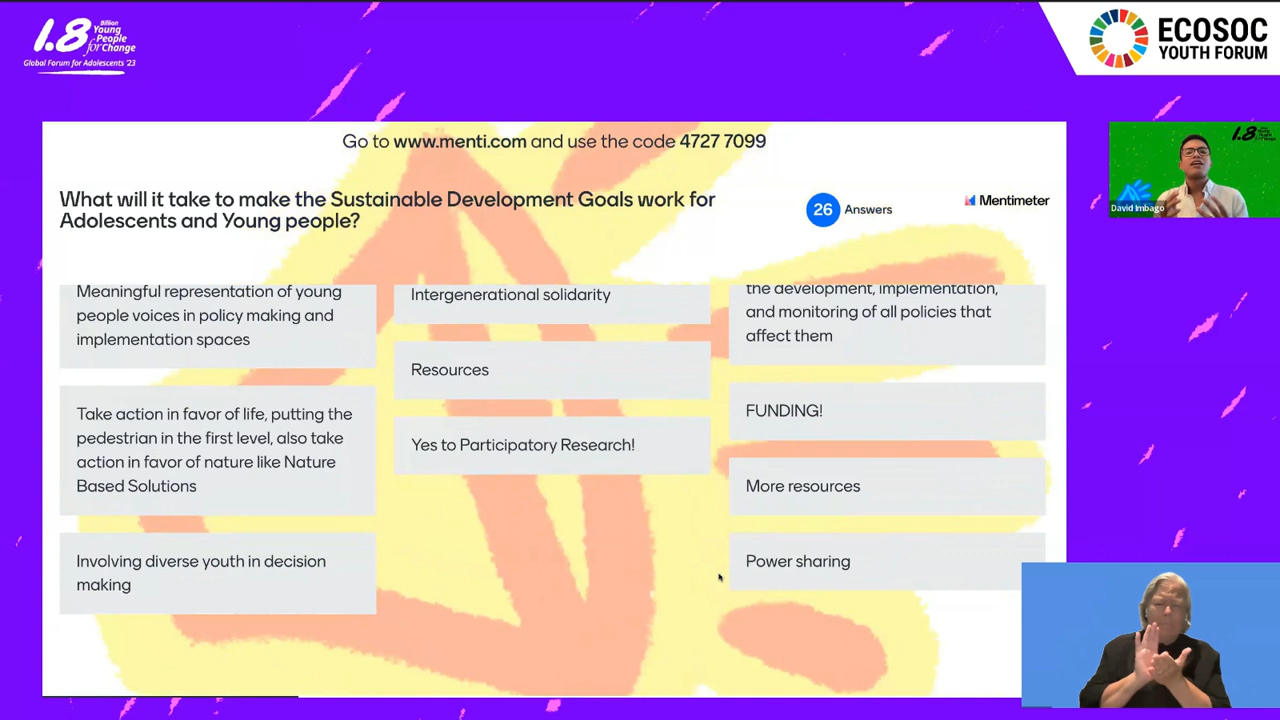 1.8 Billion
Young
People
for Change
Global Forum for Adolescents '23
ECOSOC
YOUTH FORUM
Go to www.menti.com and use the code 4727 7099
What will it take to make the Sustainable Development Goals work for
Adolescents and Young people?
26 Answers
Mentimeter
1.8
David Imbago
Meaningful representation of young
people voices in policy making and
implementation spaces
Take action in favor of life, putting the
pedestrian in the first level, also take
action in favor of nature like Nature
Based Solutions
Involving diverse youth in decision
making
Intergenerational solidarity
Resources
Yes to Participatory Research!
the development, implementation,
and monitoring of all policies that
affect them
FUNDING!
More resources
Power sharing